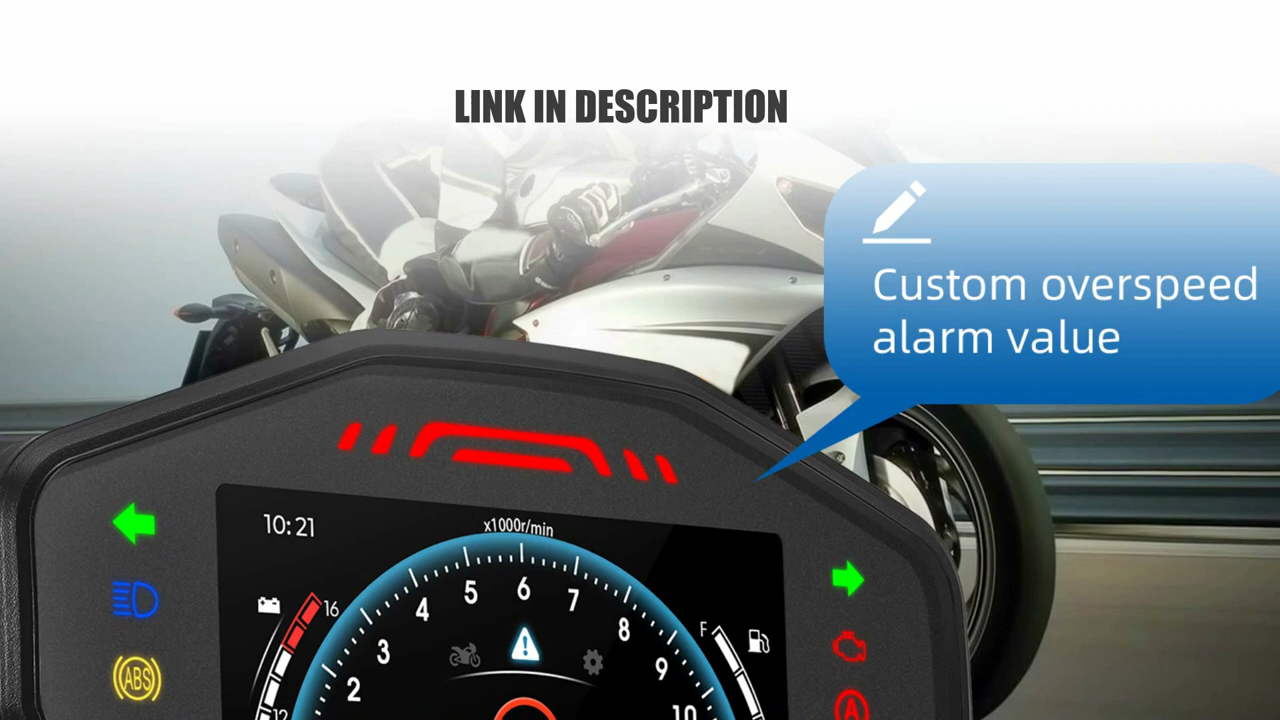 LINK IN DESCRIPTION
Custom overspeed
alarm value
10:21
x1000r/min
16
12
2
3
4
5
6
7
8
9
10
F
ABS
A